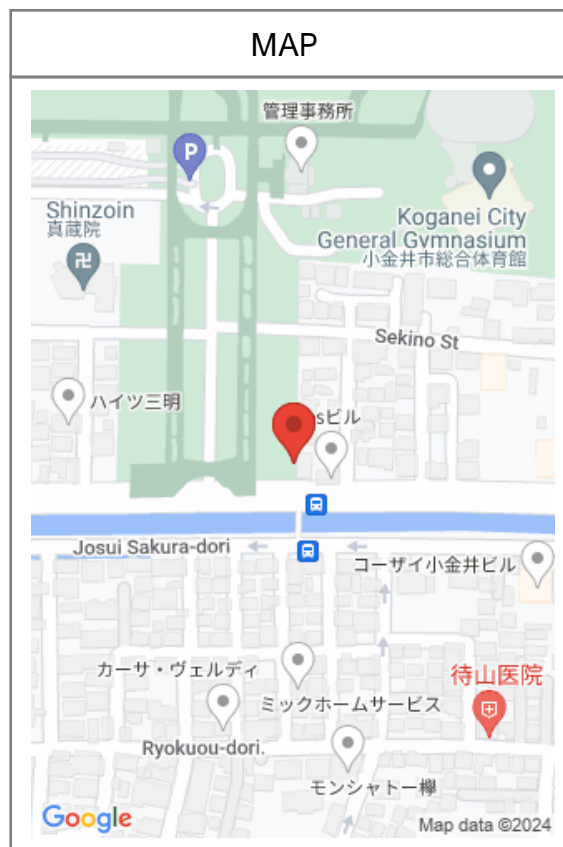 MAP
管理事務所
P
Shinzoin
真蔵院
卍
Koganei City
General Gymnasium
小金井市総合体育館
Sekino St
ハイツ三明
sビル
Josui Sakura-dori
コーザイ小金井ビル
カーサ・ヴェルディ
待山医院
ミックホームサービス
Ryokuou-dori.
モンシャトー欅
Google
Map data ©2024